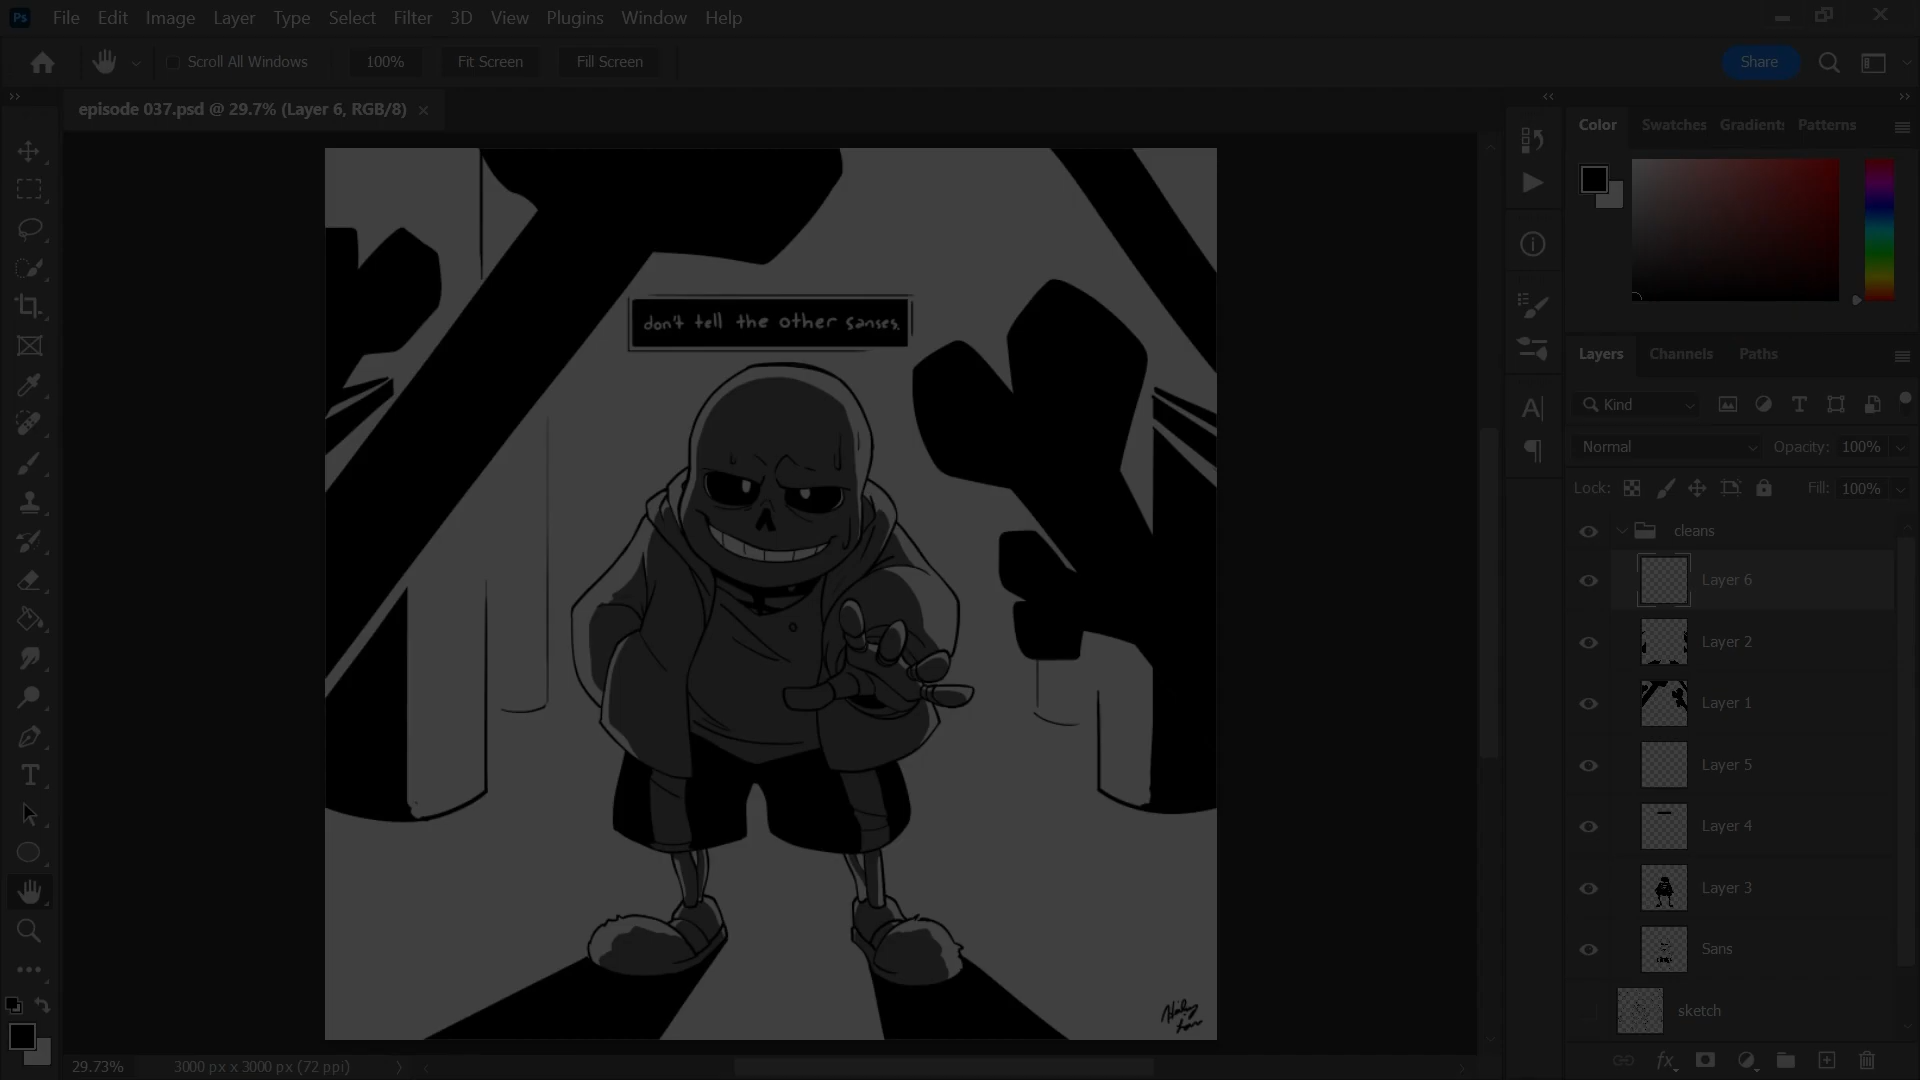 Ps File Edit Image Layer Type Select Filter 3D View Plugins Window Help
Scroll All Windows 100% Fit Screen Fill Screen Share
episode 037.psd @ 29.7% (Layer 6, RGB/8)
Color Swatches Gradients Patterns
don't tell the other sanses.
Layers Channels Paths
Kind
Normal Opacity: 100%
Lock: Fill: 100%
cleans
Layer 6
Layer 2
Layer 1
Layer 5
Layer 4
Layer 3
Sans
sketch
29.73% 3000 px x 3000 px (72 ppi)